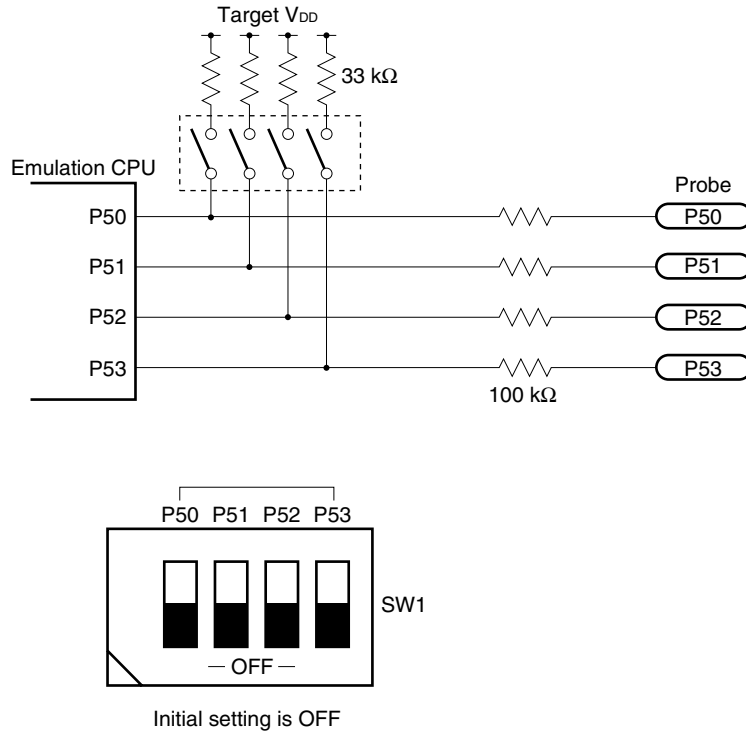 Target VDD
33 kΩ
Emulation CPU
Probe
P50
P50
P51
P51
P52
P52
P53
P53
100 kΩ
P50 P51 P52 P53
SW1
— OFF —
Initial setting is OFF